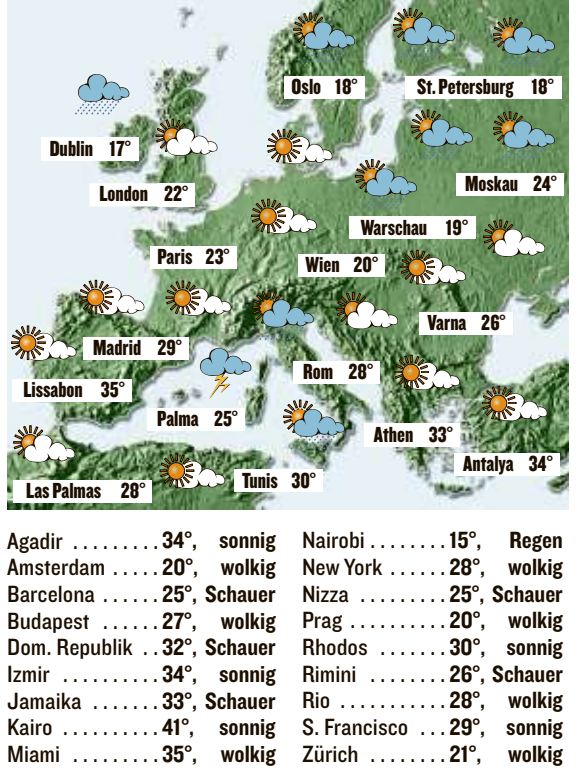 Oslo 18°
St. Petersburg 18°
Dublin 17°
Moskau 24°
London 22°
Warschau 19°
Paris 23°
Wien 20°
Varna 26°
Madrid 29°
Rom 28°
Lissabon 35°
Palma 25°
Athen 33°
Antalya 34°
Tunis 30°
Las Palmas 28°
Agadir ......... 34°, sonnig
Amsterdam ..... 20°, wolkig
Barcelona ...... 25°, Schauer
Budapest ...... 27°, wolkig
Dom. Republik .. 32°, Schauer
Izmir ......... 34°, sonnig
Jamaika ....... 33°, Schauer
Kairo .......... 41°, sonnig
Miami ......... 35°, wolkig
Nairobi ........ 15°, Regen
New York ....... 28°, wolkig
Nizza ......... 25°, Schauer
Prag .......... 20°, wolkig
Rhodos ....... 30°, sonnig
Rimini ........ 26°, Schauer
Rio ........... 28°, wolkig
S. Francisco ... 29°, sonnig
Zürich ........ 21°, wolkig